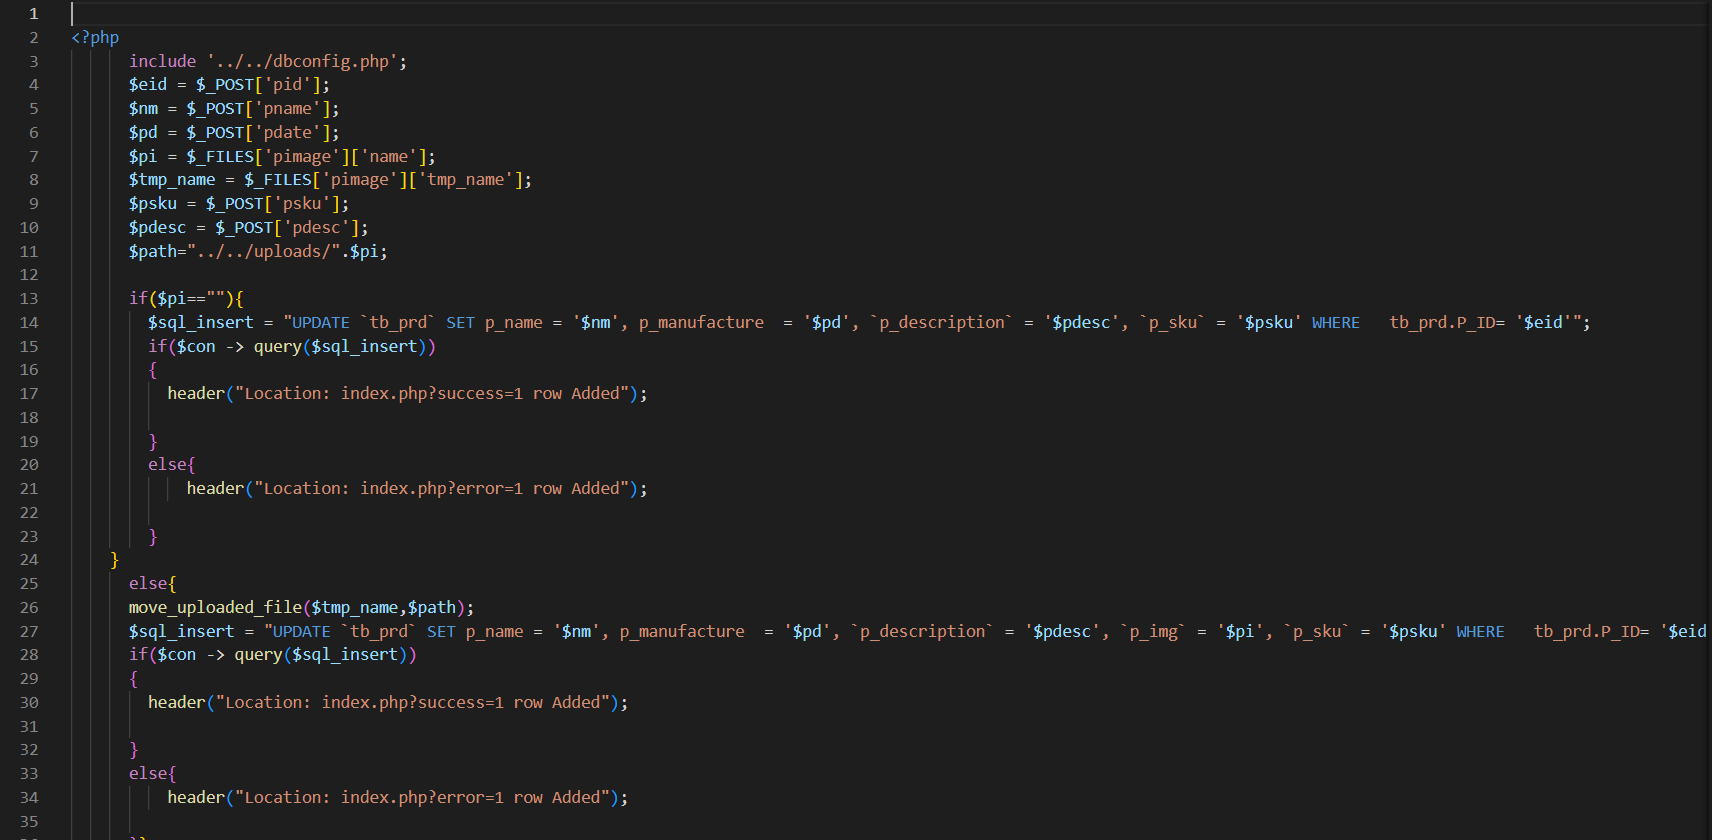 1
2 <?php
3 include '../../dbconfig.php';
4 $eid = $_POST['pid'];
5 $nm = $_POST['pname'];
6 $pd = $_POST['pdate'];
7 $pi = $_FILES['pimage']['name'];
8 $tmp_name = $_FILES['pimage']['tmp_name'];
9 $psku = $_POST['psku'];
10 $pdesc = $_POST['pdesc'];
11 $path="../../uploads/".$pi;
12
13 if($pi==""){
14 $sql_insert = "UPDATE `tb_prd` SET p_name = '$nm', p_manufacture  = '$pd', `p_description` = '$pdesc', `p_sku` = '$psku' WHERE   tb_prd.P_ID= '$eid'";
15 if($con -> query($sql_insert))
16 {
17 header("Location: index.php?success=1 row Added");
18
19 }
20 else{
21 header("Location: index.php?error=1 row Added");
22
23 }
24 }
25 else{
26 move_uploaded_file($tmp_name,$path);
27 $sql_insert = "UPDATE `tb_prd` SET p_name = '$nm', p_manufacture  = '$pd', `p_description` = '$pdesc', `p_img` = '$pi', `p_sku` = '$psku' WHERE   tb_prd.P_ID= '$eid
28 if($con -> query($sql_insert))
29 {
30 header("Location: index.php?success=1 row Added");
31
32 }
33 else{
34 header("Location: index.php?error=1 row Added");
35